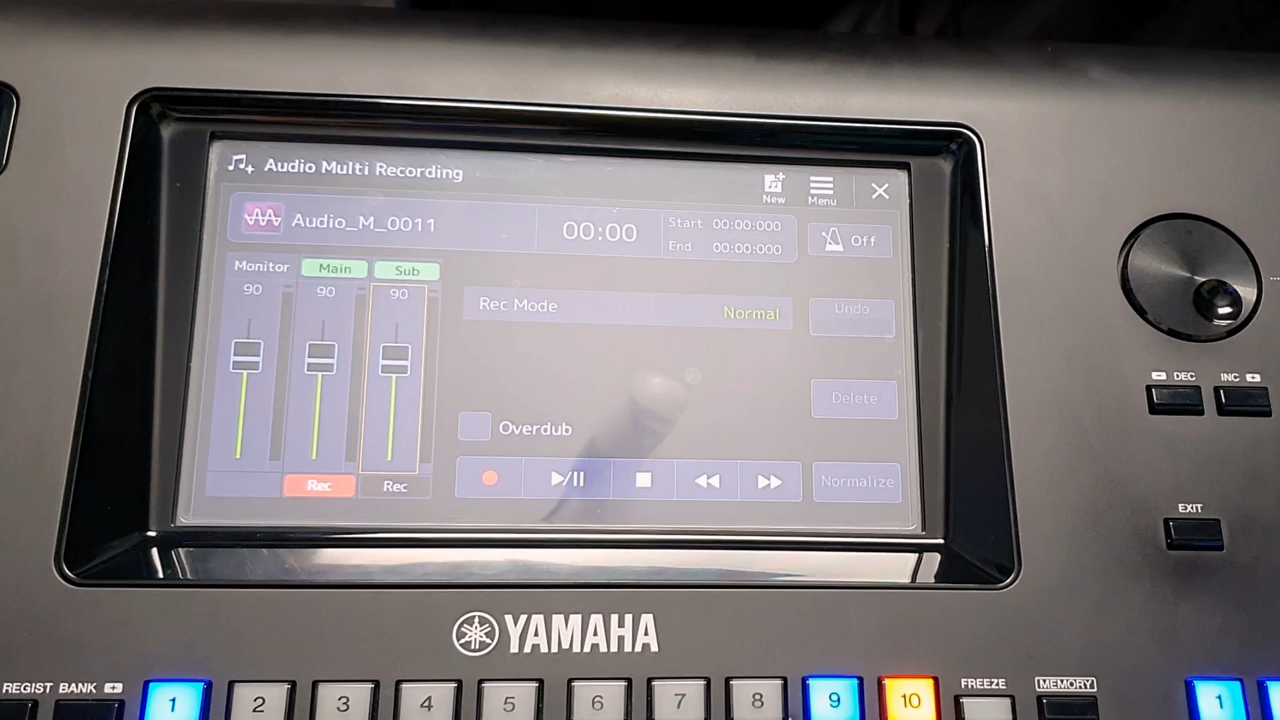 Audio Multi Recording
New
Menu
Audio_M_0011
00:00
Start 00:00:000
End 00:00:000
Off
Monitor
Main
Sub
90
90
90
Rec Mode
Normal
Undo
Delete
Overdub
Rec
Rec
Normalize
DEC
INC
EXIT
YAMAHA
REGIST BANK
FREEZE
MEMORY
1
2
3
4
5
6
7
8
9
10
1